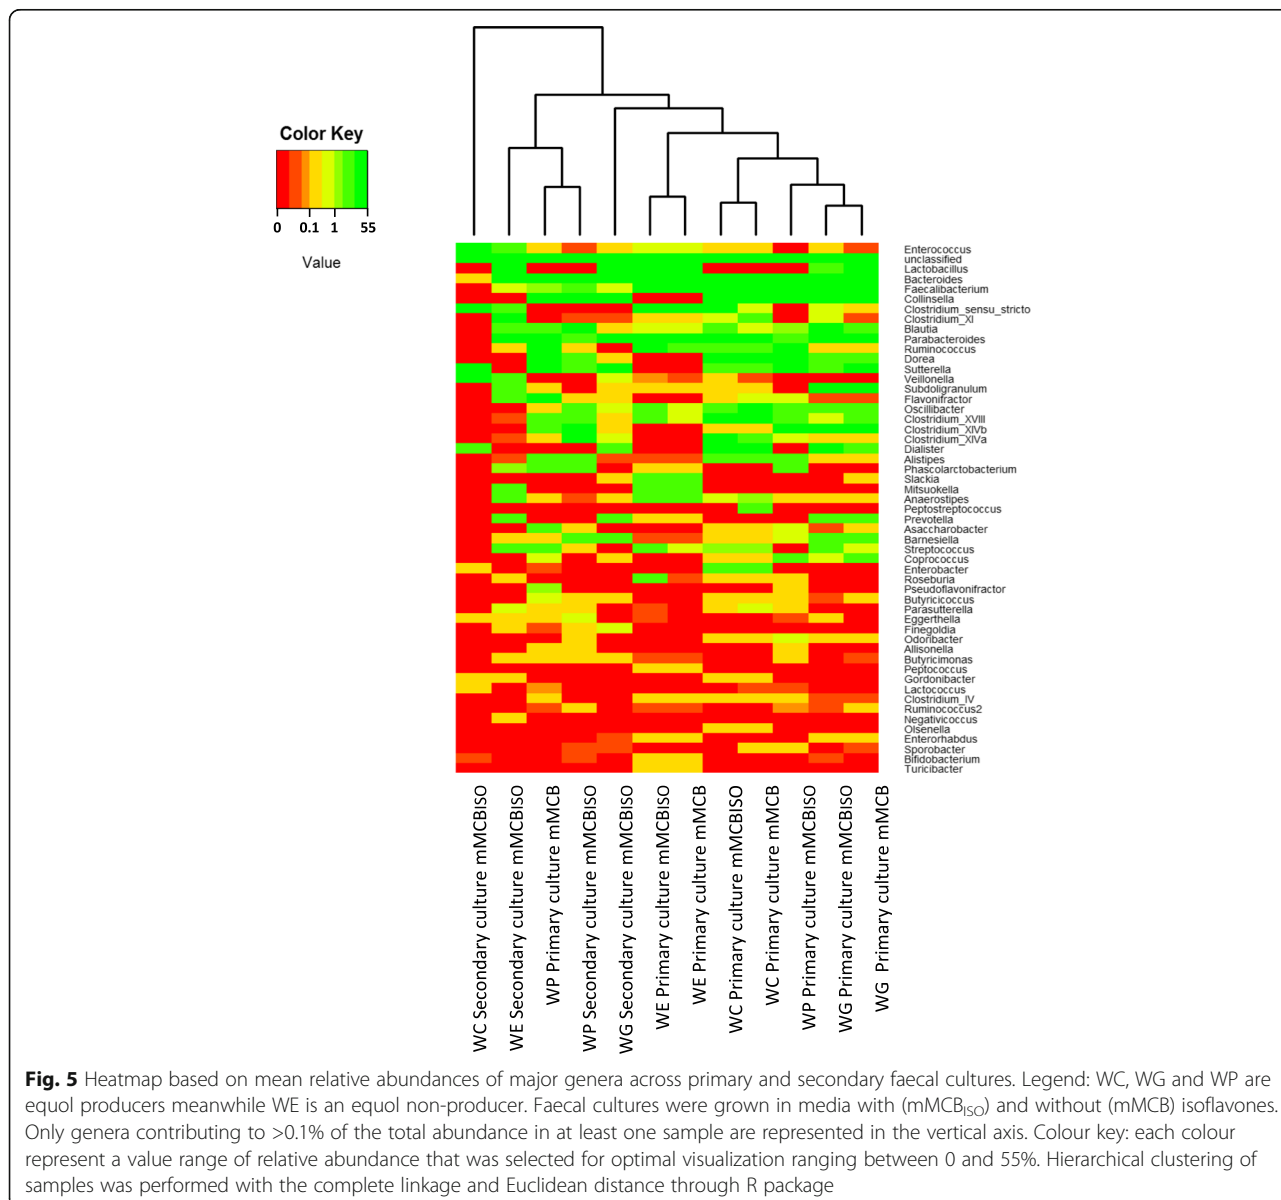 Color Key
0 0.1 1 55
Value
Enterococcus
unclassified
Lactobacillus
Bacteroides
Faecalibacterium
Collinsella
Clostridium_sensu_stricto
Clostridium_XI
Blautia
Parabacteroides
Ruminococcus
Dorea
Sutterella
Veillonella
Subdoligranulum
Flavonifractor
Oscillibacter
Clostridium_XVIII
Clostridium_XIVb
Clostridium_XIVa
Dialister
Alistipes
Phascolarctobacterium
Slackia
Mitsuokella
Anaerostipes
Peptostreptococcus
Prevotella
Asaccharobacter
Barnesiella
Streptococcus
Coprococcus
Enterobacter
Roseburia
Pseudoflavonifractor
Butyricicoccus
Parasutterella
Eggerthella
Finegoldia
Odoribacter
Allisonella
Butyricimonas
Peptococcus
Gordonibacter
Lactococcus
Clostridium_IV
Ruminococcus2
Negativicoccus
Olsenella
Enterorhabdus
Sporobacter
Bifidobacterium
Turicibacter
WC Secondary culture mMCBISO
WE Secondary culture mMCBISO
WP Primary culture mMCB
WP Secondary culture mMCBISO
WG Secondary culture mMCBISO
WE Primary culture mMCBISO
WE Primary culture mMCB
WC Primary culture mMCBISO
WC Primary culture mMCB
WP Primary culture mMCBISO
WG Primary culture mMCBISO
WG Primary culture mMCB
Fig. 5 Heatmap based on mean relative abundances of major genera across primary and secondary faecal cultures. Legend: WC, WG and WP are
equol producers meanwhile WE is an equol non-producer. Faecal cultures were grown in media with (mMCBISO) and without (mMCB) isoflavones.
Only genera contributing to >0.1% of the total abundance in at least one sample are represented in the vertical axis. Colour key: each colour
represent a value range of relative abundance that was selected for optimal visualization ranging between 0 and 55%. Hierarchical clustering of
samples was performed with the complete linkage and Euclidean distance through R package